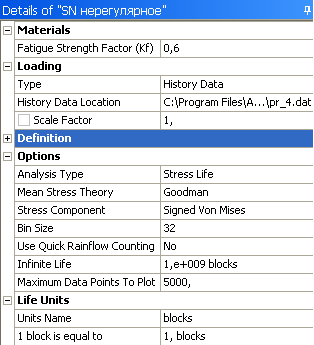 Details of "SN нерегулярное"
Materials
Fatigue Strength Factor (Kf) 0,6
Loading
Type History Data
History Data Location C:\Program Files\A...\pr_4.dat
Scale Factor 1,
Definition
Options
Analysis Type Stress Life
Mean Stress Theory Goodman
Stress Component Signed Von Mises
Bin Size 32
Use Quick Rainflow Counting No
Infinite Life 1,e+009 blocks
Maximum Data Points To Plot 5000,
Life Units
Units Name blocks
1 block is equal to 1, blocks